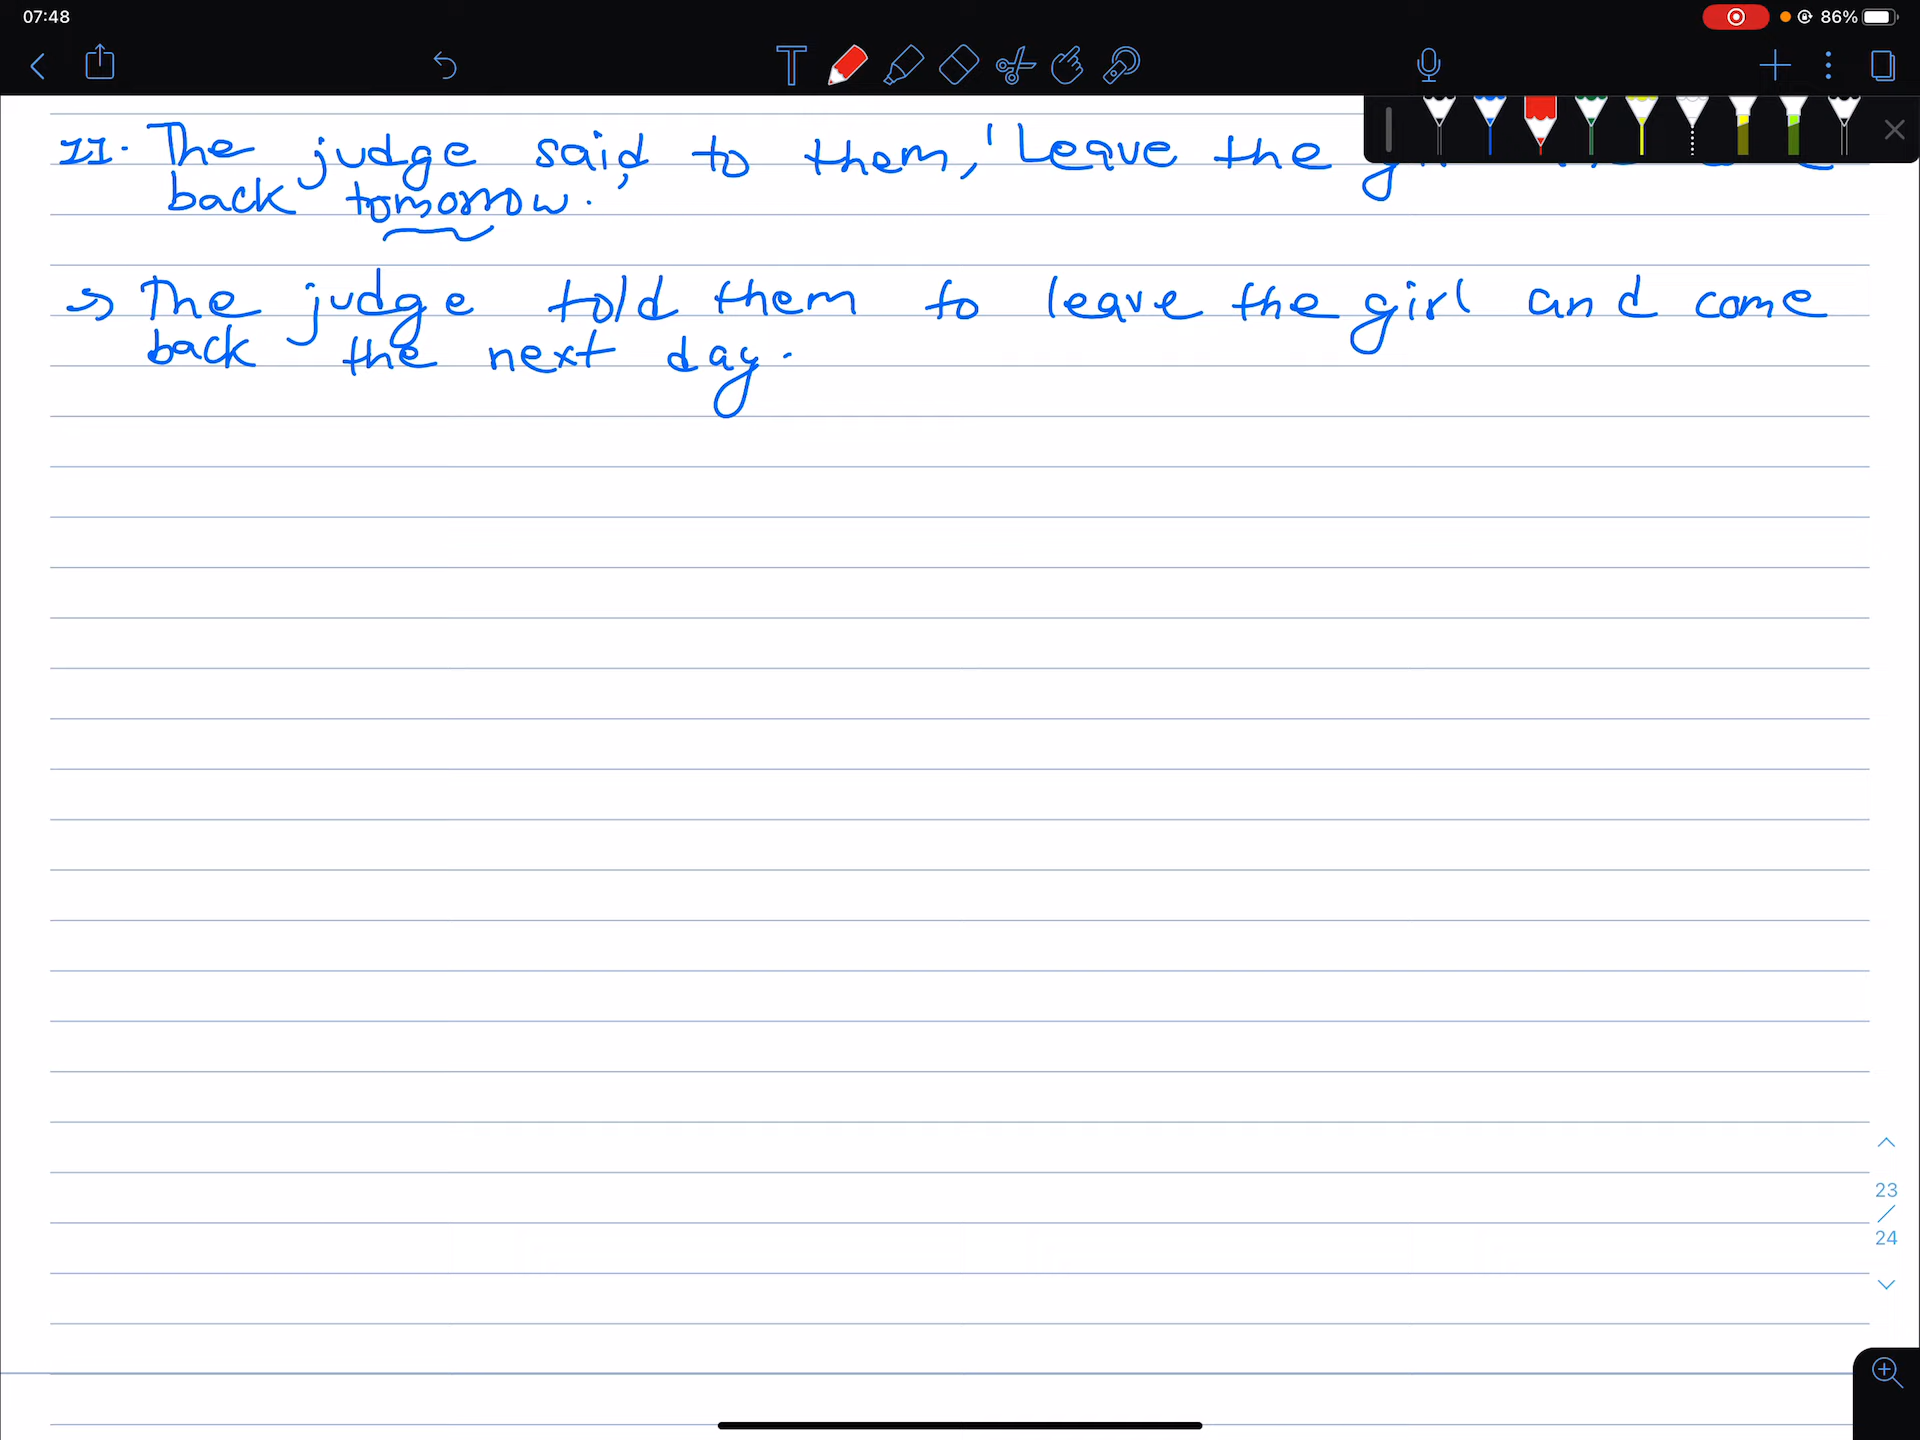 07:48
86%
II. The judge said to them, 'Leave the
back tomorrow.'
→ The judge told them to leave the girl and come
back the next day.
23
/
24